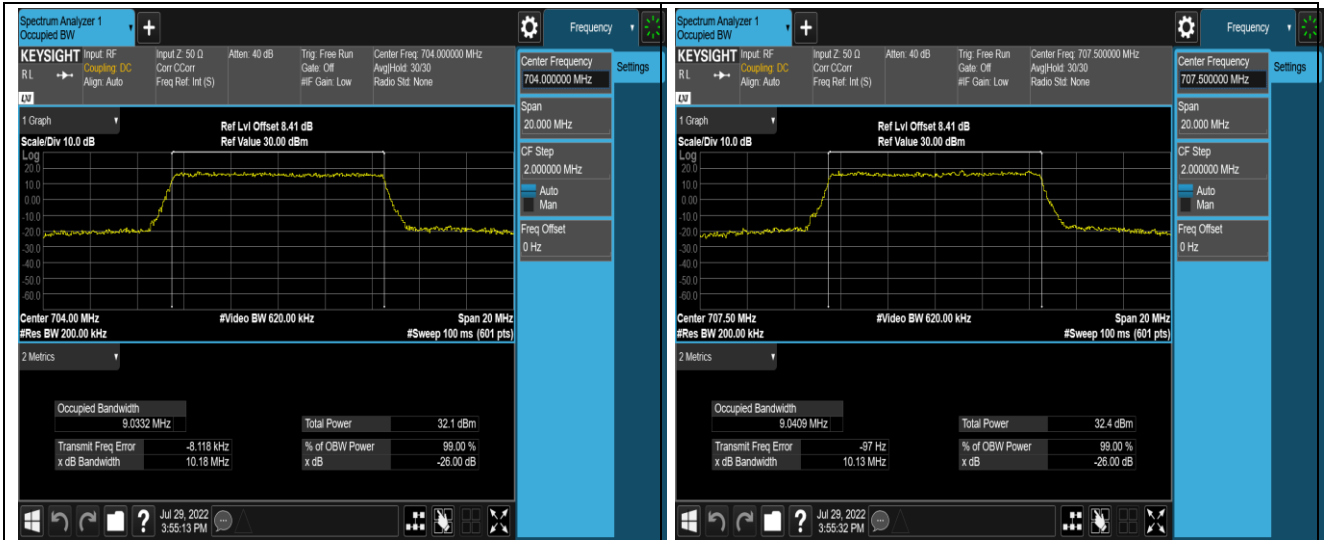 Spectrum Analyzer 1
Occupied BW
+
Frequency
KEYSIGHT
RL
LXI
Input: RF
Coupling: DC
Align: Auto
Input Z: 50 Ω
Corr CCorr
Freq Ref: Int (S)
Atten: 40 dB
Trig: Free Run
Gate: Off
#IF Gain: Low
Center Freq: 704.000000 MHz
Avg|Hold: 30/30
Radio Std: None
Center Frequency
704.000000 MHz
Settings
Span
20.000 MHz
CF Step
2.000000 MHz
Auto
Man
Freq Offset
0 Hz
1 Graph
Ref Lvl Offset 8.41 dB
Scale/Div 10.0 dB
Ref Value 30.00 dBm
Log
20.0
10.0
0.00
-10.0
-20.0
-30.0
-40.0
-50.0
-60.0
Center 704.00 MHz
#Video BW 620.00 kHz
Span 20 MHz
#Res BW 200.00 kHz
#Sweep 100 ms (601 pts)
2 Metrics
Occupied Bandwidth
9.0332 MHz
Total Power 32.1 dBm
Transmit Freq Error -8.118 kHz
% of OBW Power 99.00 %
x dB Bandwidth 10.18 MHz
x dB -26.00 dB
?
Jul 29, 2022
3:55:13 PM
Spectrum Analyzer 1
Occupied BW
+
Frequency
KEYSIGHT
RL
LXI
Input: RF
Coupling: DC
Align: Auto
Input Z: 50 Ω
Corr CCorr
Freq Ref: Int (S)
Atten: 40 dB
Trig: Free Run
Gate: Off
#IF Gain: Low
Center Freq: 707.500000 MHz
Avg|Hold: 30/30
Radio Std: None
Center Frequency
707.500000 MHz
Settings
Span
20.000 MHz
CF Step
2.000000 MHz
Auto
Man
Freq Offset
0 Hz
1 Graph
Ref Lvl Offset 8.41 dB
Scale/Div 10.0 dB
Ref Value 30.00 dBm
Log
20.0
10.0
0.00
-10.0
-20.0
-30.0
-40.0
-50.0
-60.0
Center 707.50 MHz
#Video BW 620.00 kHz
Span 20 MHz
#Res BW 200.00 kHz
#Sweep 100 ms (601 pts)
2 Metrics
Occupied Bandwidth
9.0409 MHz
Total Power 32.4 dBm
Transmit Freq Error -97 Hz
% of OBW Power 99.00 %
x dB Bandwidth 10.13 MHz
x dB -26.00 dB
?
Jul 29, 2022
3:55:32 PM